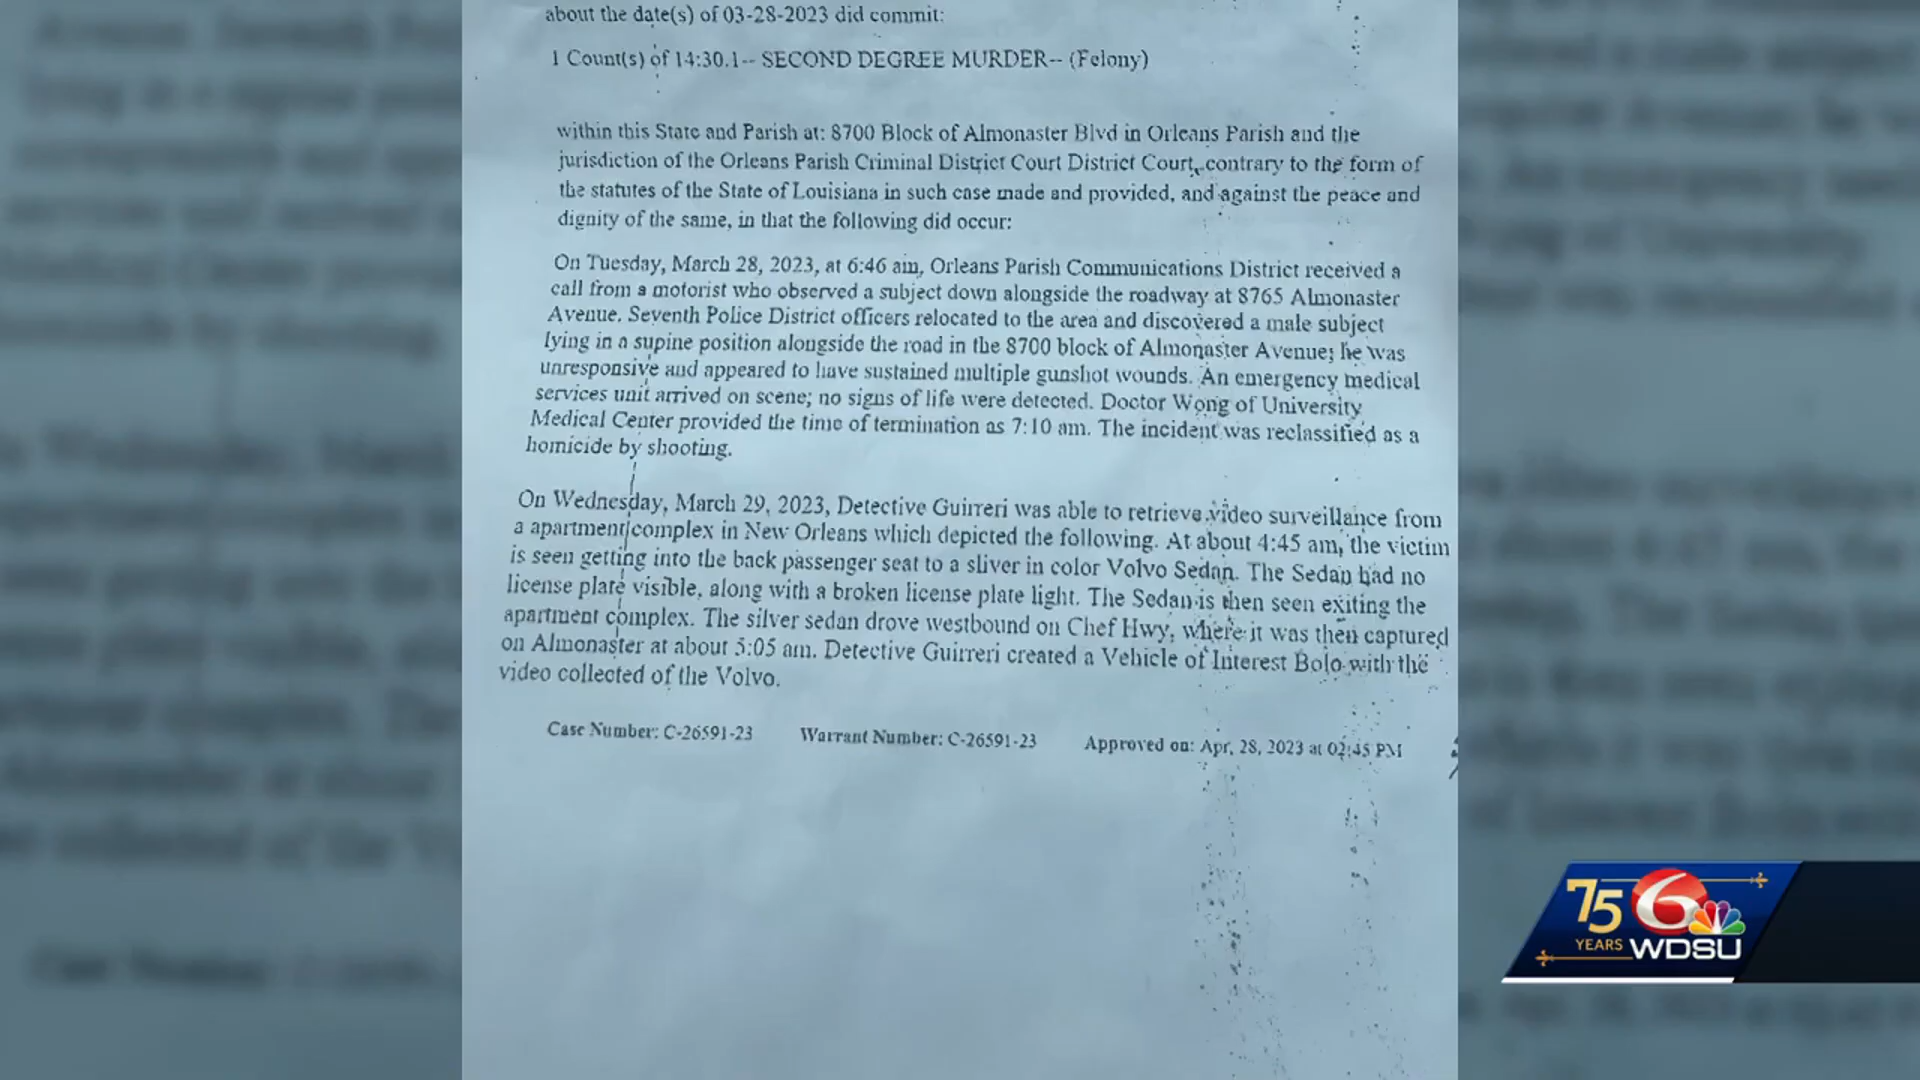 about the date(s) of 03-28-2023 did commit:
1 Count(s) of 14:30.1-- SECOND DEGREE MURDER-- (Felony)
within this State and Parish at: 8700 Block of Almonaster Blvd in Orleans Parish and the
jurisdiction of the Orleans Parish Criminal District Court District Court, contrary to the form of
the statutes of the State of Louisiana in such case made and provided, and against the peace and
dignity of the same, in that the following did occur:
On Tuesday, March 28, 2023, at 6:46 am, Orleans Parish Communications District received a
call from a motorist who observed a subject down alongside the roadway at 8765 Almonaster
Avenue. Seventh Police District officers relocated to the area and discovered a male subject
lying in a supine position alongside the road in the 8700 block of Almonaster Avenue; he was
unresponsive and appeared to have sustained multiple gunshot wounds. An emergency medical
services unit arrived on scene; no signs of life were detected. Doctor Wong of University
Medical Center provided the time of termination as 7:10 am. The incident was reclassified as a
homicide by shooting.
On Wednesday, March 29, 2023, Detective Guirreri was able to retrieve video surveillance from
a apartment complex in New Orleans which depicted the following. At about 4:45 am, the victim
is seen getting into the back passenger seat to a sliver in color Volvo Sedan. The Sedan had no
license plate visible, along with a broken license plate light. The Sedan is then seen exiting the
apartment complex. The silver sedan drove westbound on Chef Hwy, where it was then captured
on Almonaster at about 5:05 am. Detective Guirreri created a Vehicle of Interest Bolo with the
video collected of the Volvo.
Case Number: C-26591-23 Warrant Number: C-26591-23 Approved on: Apr. 28, 2023 at 02:45 PM
75 YEARS 6 WDSU